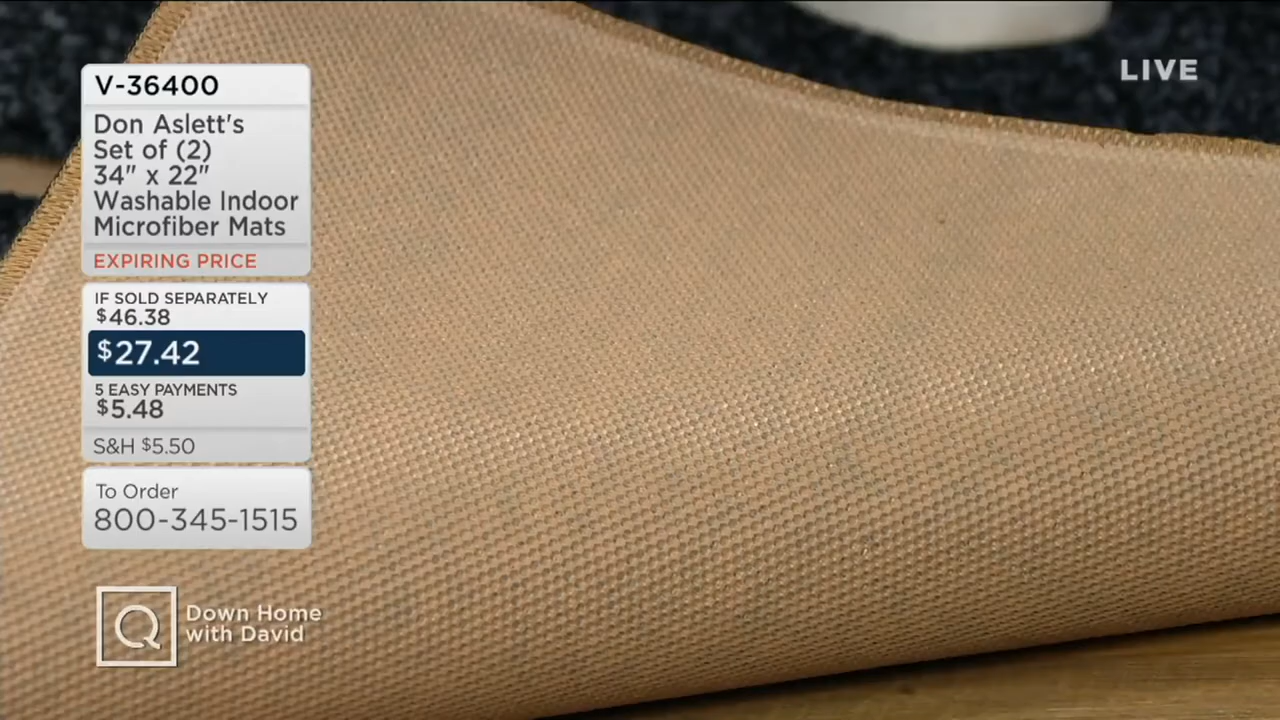 V-36400
Don Aslett's
Set of (2)
34" x 22"
Washable Indoor
Microfiber Mats
EXPIRING PRICE
IF SOLD SEPARATELY
$46.38
$27.42
5 EASY PAYMENTS
$5.48
S&H $5.50
To Order
800-345-1515
Q
Down Home
with David
LIVE